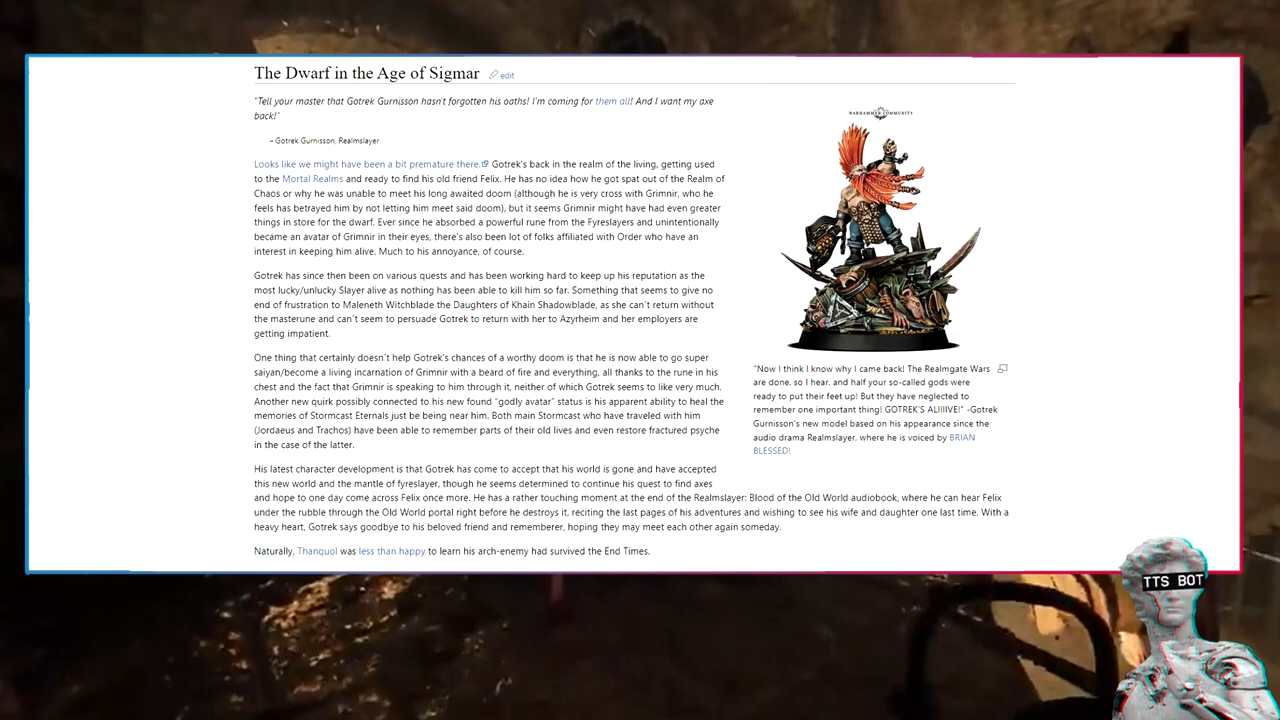 The Dwarf in the Age of Sigmar edit
"Tell your master that Gotrek Gurnisson hasn't forgotten his oaths! I'm coming for them all! And I want my axe
back!"
– Gotrek Gurnisson, Realmslayer
Looks like we might have been a bit premature there. Gotrek's back in the realm of the living, getting used
to the Mortal Realms and ready to find his old friend Felix. He has no idea how he got spat out of the Realm of
Chaos or why he was unable to meet his long awaited doom (although he is very cross with Grimnir, who he
feels has betrayed him by not letting him meet said doom), but it seems Grimnir might have had even greater
things in store for the dwarf. Ever since he absorbed a powerful rune from the Fyreslayers and unintentionally
became an avatar of Grimnir in their eyes, there's also been lot of folks affiliated with Order who have an
interest in keeping him alive. Much to his annoyance, of course.
Gotrek has since then been on various quests and has been working hard to keep up his reputation as the
most lucky/unlucky Slayer alive as nothing has been able to kill him so far. Something that seems to give no
end of frustration to Maleneth Witchblade the Daughters of Khain Shadowblade, as she can´t return without
the masterune and can´t seem to persuade Gotrek to return with her to Azyrheim and her employers are
getting impatient.
One thing that certainly doesn´t help Gotrek's chances of a worthy doom is that he is now able to go super
saiyan/become a living incarnation of Grimnir with a beard of fire and everything, all thanks to the rune in his
chest and the fact that Grimnir is speaking to him through it, neither of which Gotrek seems to like very much.
Another new quirk possibly connected to his new found "godly avatar" status is his apparent ability to heal the
memories of Stormcast Eternals just be being near him. Both main Stormcast who have traveled with him
(Jordaeus and Trachos) have been able to remember parts of their old lives and even restore fractured psyche
in the case of the latter.
His latest character development is that Gotrek has come to accept that his world is gone and have accepted
this new world and the mantle of fyreslayer, though he seems determined to continue his quest to find axes
and hope to one day come across Felix once more. He has a rather touching moment at the end of the Realmslayer: Blood of the Old World audiobook, where he can hear Felix
under the rubble through the Old World portal right before he destroys it, reciting the last pages of his adventures and wishing to see his wife and daughter one last time. With a
heavy heart, Gotrek says goodbye to his beloved friend and rememberer, hoping they may meet each other again someday.
Naturally, Thanquol was less than happy to learn his arch-enemy had survived the End Times.
WARHAMMER COMMUNITY
"Now I think I know why I came back! The Realmgate Wars
are done, so I hear, and half your so-called gods were
ready to put their feet up! But they have neglected to
remember one important thing! GOTREK'S ALIIIIVE!" -Gotrek
Gurnisson's new model based on his appearance since the
audio drama Realmslayer, where he is voiced by BRIAN
BLESSED!
TTS BOT